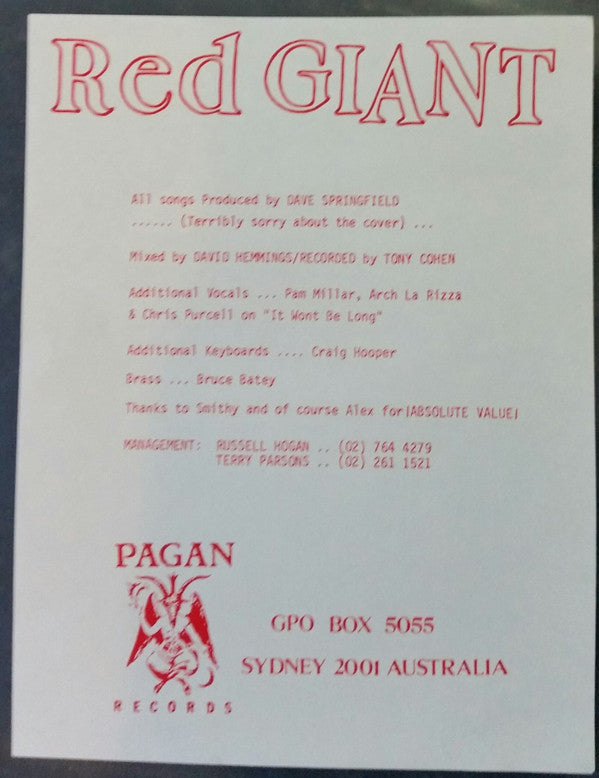 Red GIANT
All songs Produced by DAVE SPRINGFIELD
...... (Terribly sorry about the cover) ...
Mixed by DAVID HEMMINGS/RECORDED by TONY COHEN
Additional Vocals ... Pam Millar, Arch La Rizza
& Chris Purcell on "It Wont Be Long"
Additional Keyboards .... Craig Hooper
Brass ... Bruce Batey
Thanks to Smithy and of course Alex for|ABSOLUTE VALUE|
MANAGEMENT: RUSSELL HOGAN .. (02) 764 4279
TERRY PARSONS .. (02) 261 1521
PAGAN
RECORDS
GPO BOX 5055
SYDNEY 2001 AUSTRALIA